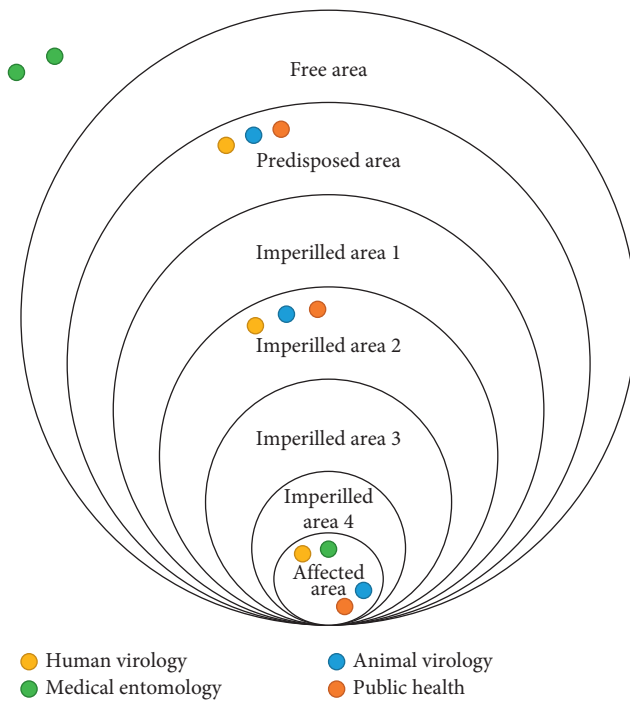 Free area
Predisposed area
Imperilled area 1
Imperilled area 2
Imperilled area 3
Imperilled
area 4
Affected
area
Human virology
Animal virology
Medical entomology
Public health